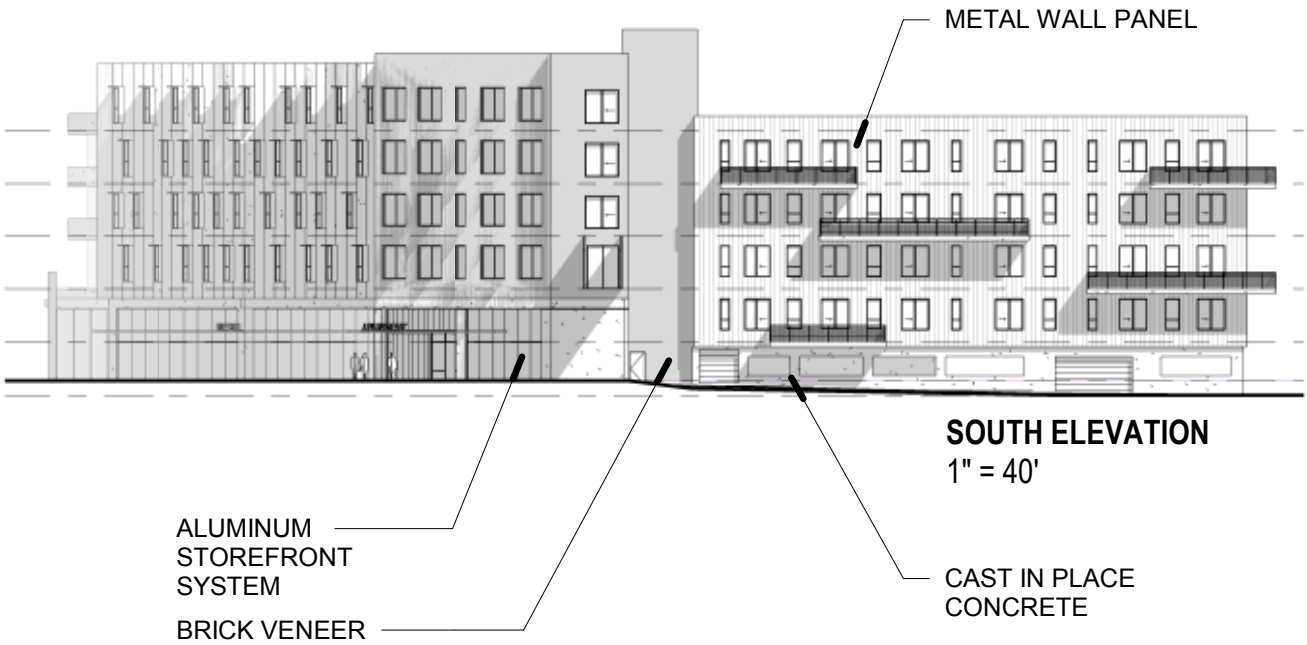 METAL WALL PANEL
SOUTH ELEVATION
1" = 40'
ALUMINUM
STOREFRONT
SYSTEM
BRICK VENEER
CAST IN PLACE
CONCRETE